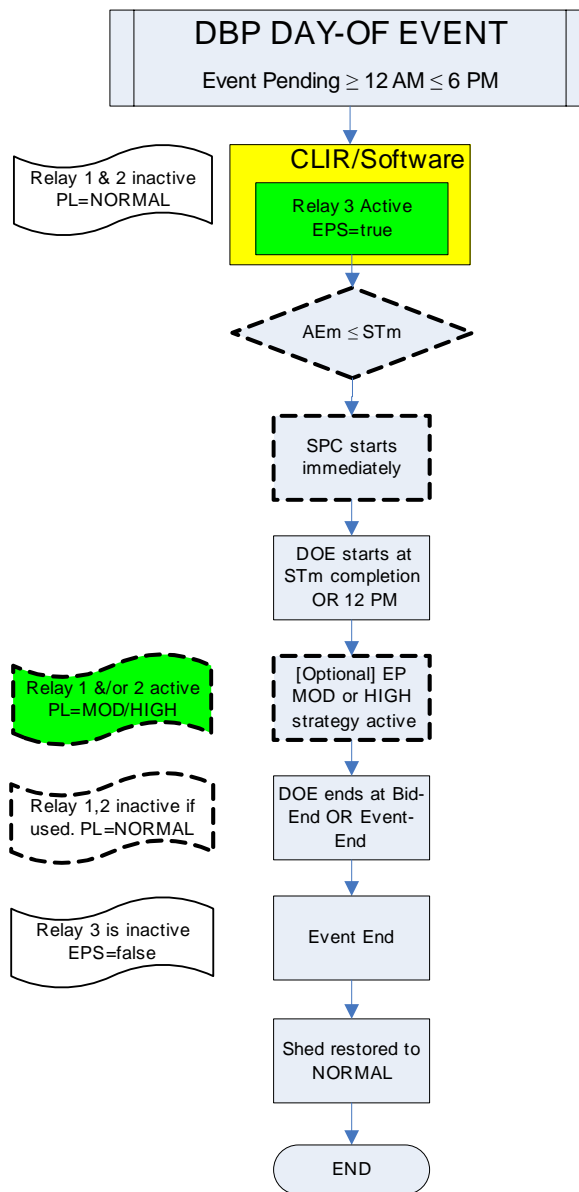 DBP DAY-OF EVENT
Event Pending ≥ 12 AM ≤ 6 PM
Relay 1 & 2 inactive
PL=NORMAL
CLIR/Software
Relay 3 Active
EPS=true
AEm ≤ STm
SPC starts
immediately
DOE starts at
STm completion
OR 12 PM
Relay 1 &/or 2 active
PL=MOD/HIGH
[Optional] EP
MOD or HIGH
strategy active
Relay 1,2 inactive if
used. PL=NORMAL
DOE ends at Bid-
End OR Event-
End
Relay 3 is inactive
EPS=false
Event End
Shed restored to
NORMAL
END